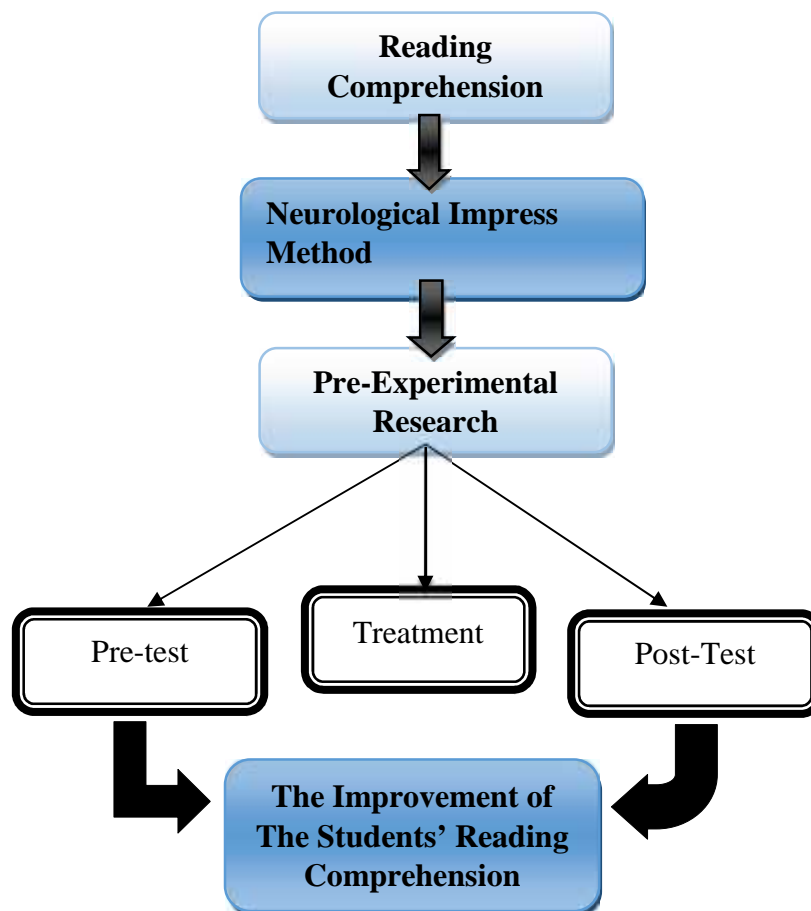 Reading
Comprehension
Neurological Impress
Method
Pre-Experimental
Research
Pre-test
Treatment
Post-Test
The Improvement of
The Students’ Reading
Comprehension